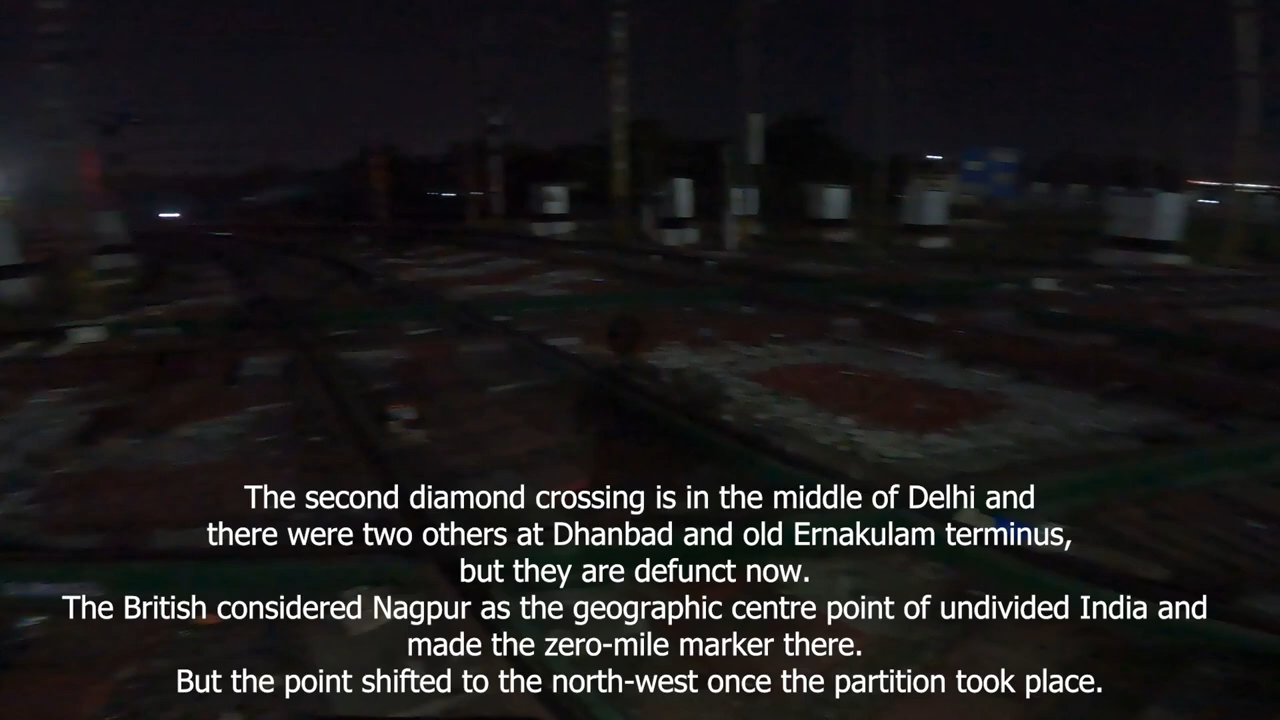 The second diamond crossing is in the middle of Delhi and
there were two others at Dhanbad and old Ernakulam terminus,
but they are defunct now.
The British considered Nagpur as the geographic centre point of undivided India and
made the zero-mile marker there.
But the point shifted to the north-west once the partition took place.